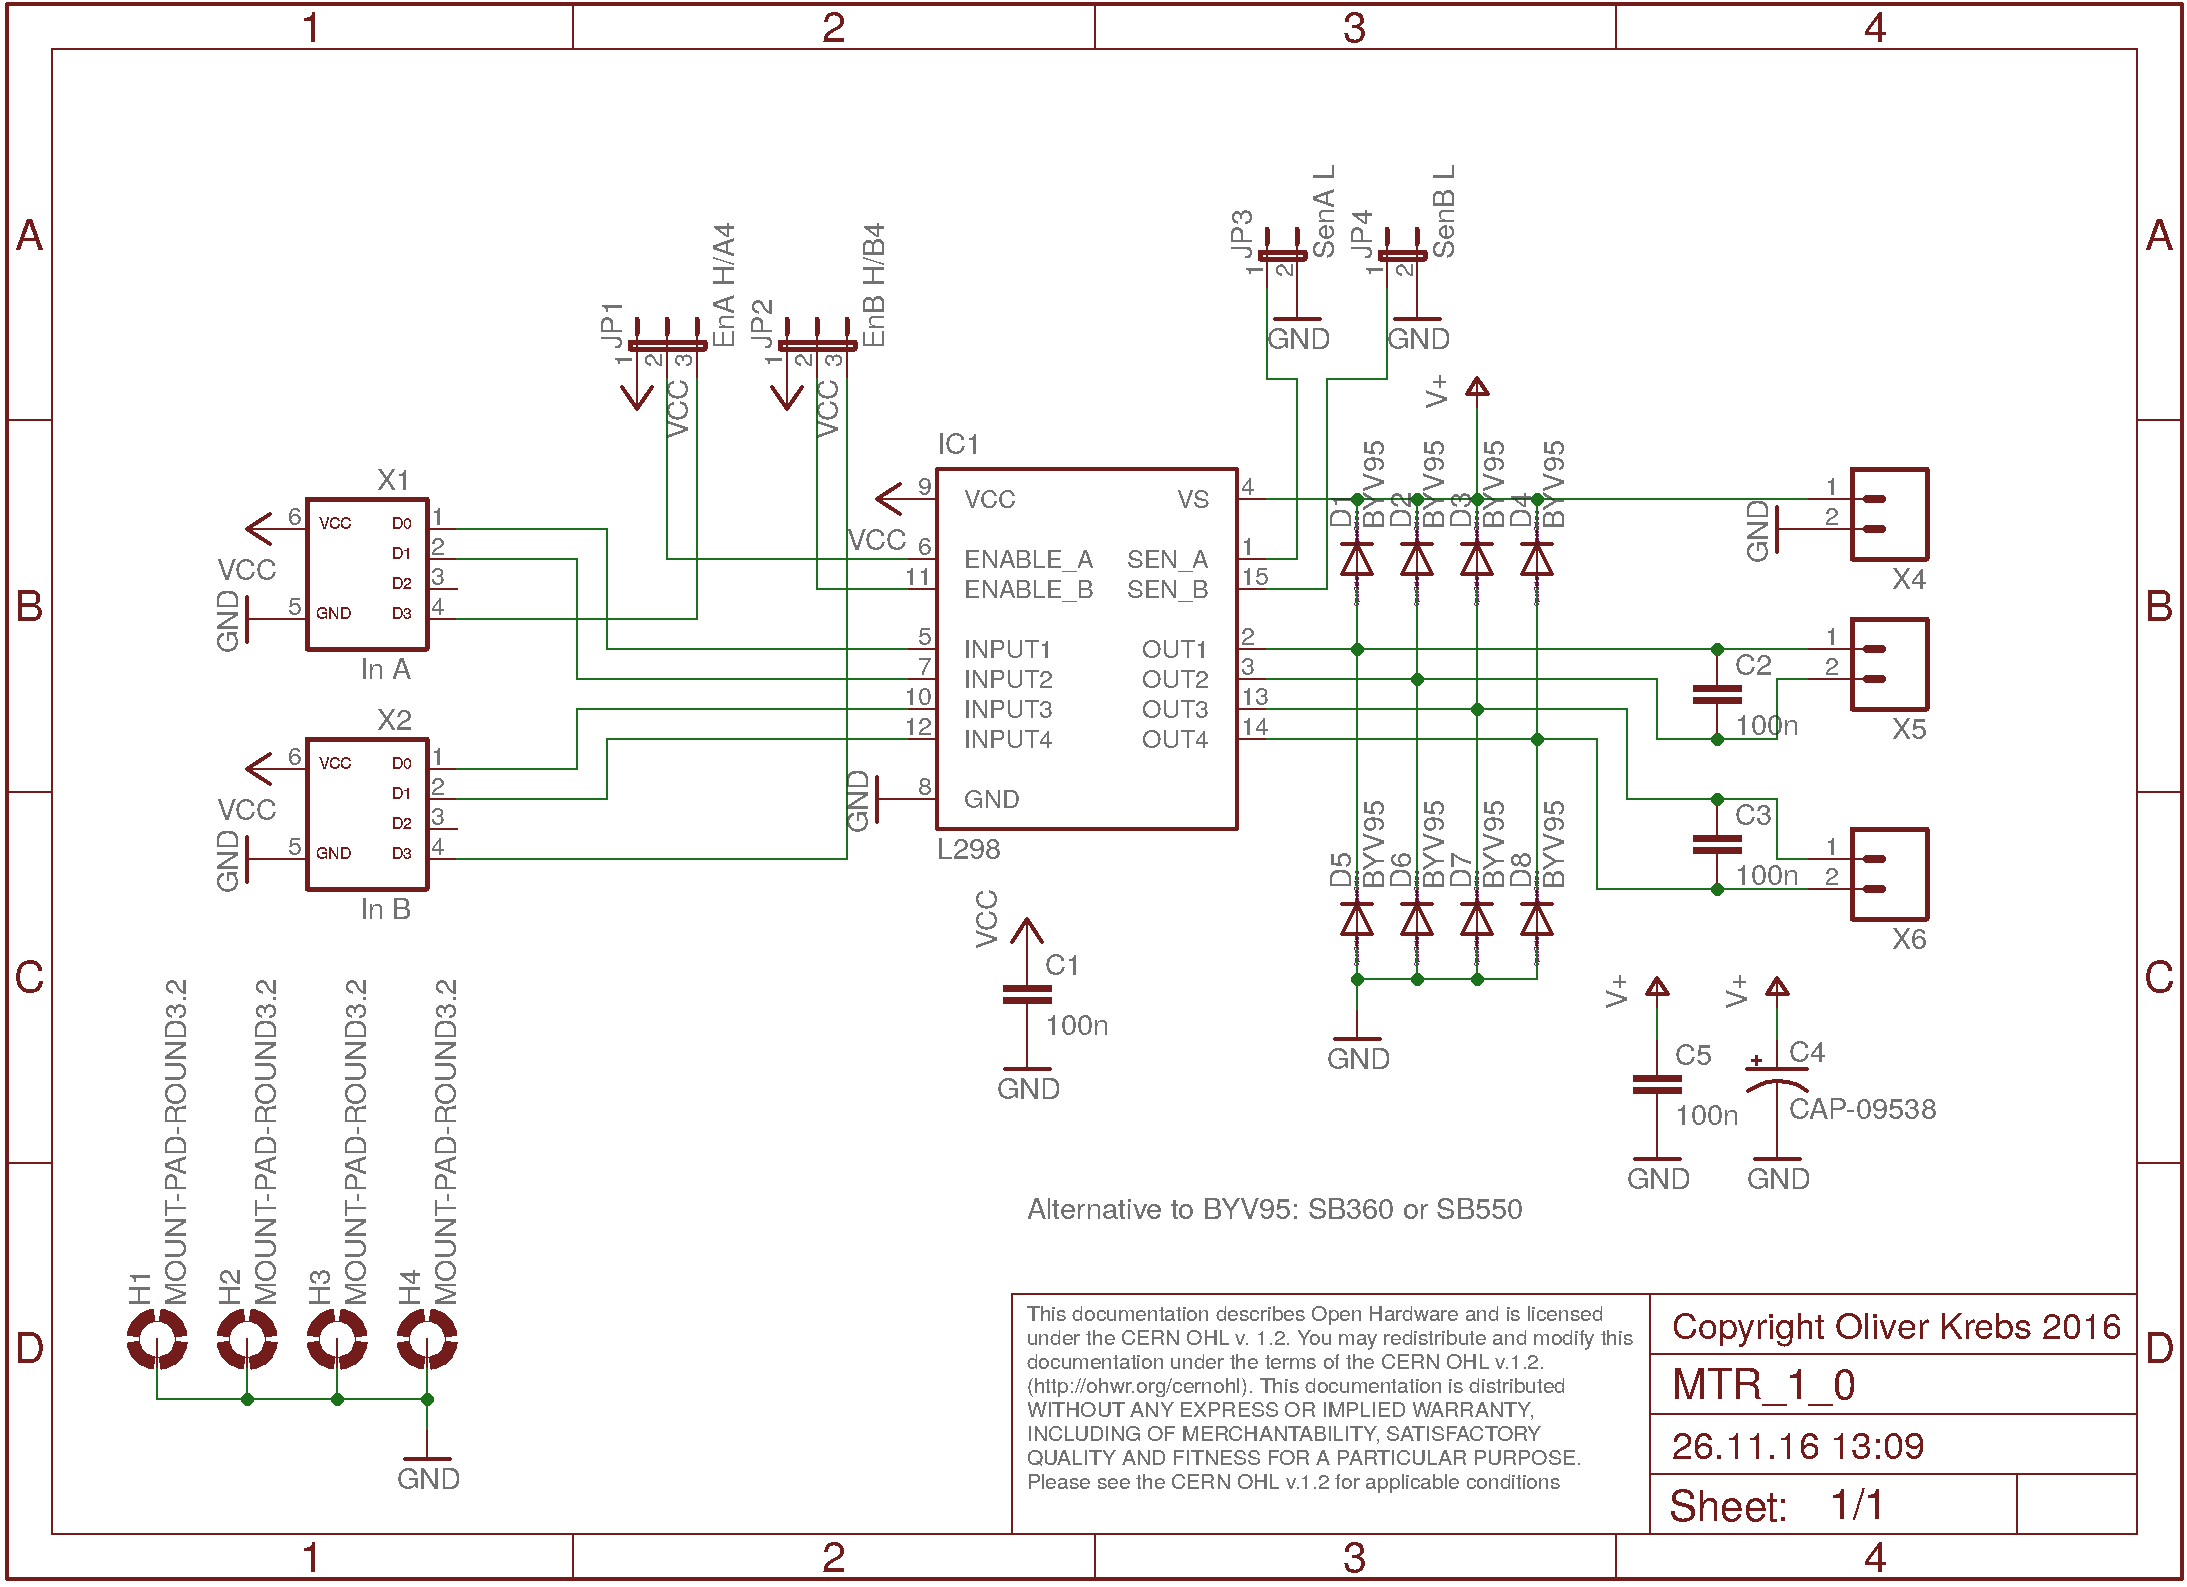 1 2 3 4
A A
B B
C C
D D
JP3 1 2 SenA L GND
JP4 1 2 SenB L GND
JP1 1 2 3 EnA H/A4 VCC
JP2 1 2 3 EnB H/B4 VCC
V+
IC1
9 VCC VS 4
VCC
6 ENABLE_A SEN_A 1
11 ENABLE_B SEN_B 15
5 INPUT1 OUT1 2
7 INPUT2 OUT2 3
10 INPUT3 OUT3 13
12 INPUT4 OUT4 14
GND 8 GND
L298
X1
6 VCC D0 1
D1 2
VCC
D2 3
GND 5 GND D3 4
In A
X2
6 VCC D0 1
D1 2
VCC
D2 3
GND 5 GND D3 4
In B
D1 BYV95 D2 BYV95 D3 BYV95 D4 BYV95
D5 BYV95 D6 BYV95 D7 BYV95 D8 BYV95
GND
1
GND 2
X4
1
2
X5
C2
100n
C3
100n
1
2
X6
VCC
C1
100n
GND
V+
C5
100n
GND
V+
+
C4
CAP-09538
GND
H1 MOUNT-PAD-ROUND3.2
H2 MOUNT-PAD-ROUND3.2
H3 MOUNT-PAD-ROUND3.2
H4 MOUNT-PAD-ROUND3.2
GND
Alternative to BYV95: SB360 or SB550
This documentation describes Open Hardware and is licensed
under the CERN OHL v. 1.2. You may redistribute and modify this
documentation under the terms of the CERN OHL v.1.2.
(http://ohwr.org/cernohl). This documentation is distributed
WITHOUT ANY EXPRESS OR IMPLIED WARRANTY,
INCLUDING OF MERCHANTABILITY, SATISFACTORY
QUALITY AND FITNESS FOR A PARTICULAR PURPOSE.
Please see the CERN OHL v.1.2 for applicable conditions
Copyright Oliver Krebs 2016
MTR_1_0
26.11.16 13:09
Sheet: 1/1
1 2 3 4